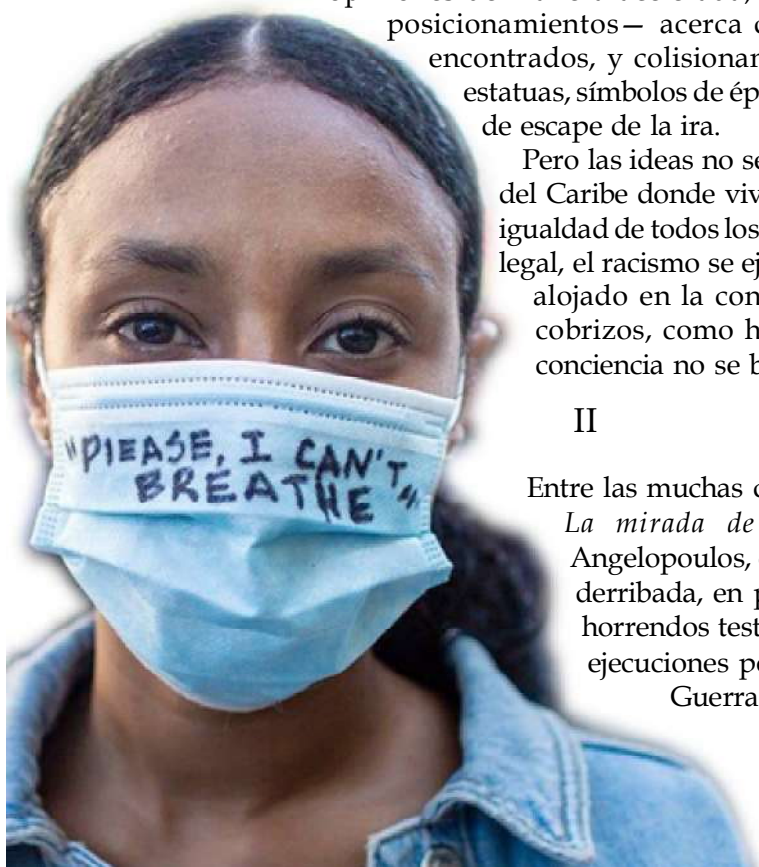 posicionamientos— acerca
encontrados, y colisionar
estatuas, símbolos de ép
de escape de la ira.
Pero las ideas no se
del Caribe donde viv
igualdad de todos los
legal, el racismo se ej
alojado en la con
cobrizos, como h
conciencia no se b
II
Entre las muchas
La mirada de
Angelopoulos,
derribada, en p
horrendos test
ejecuciones po
Guerra
"PlEASE, I CAN'T
BREATHE"